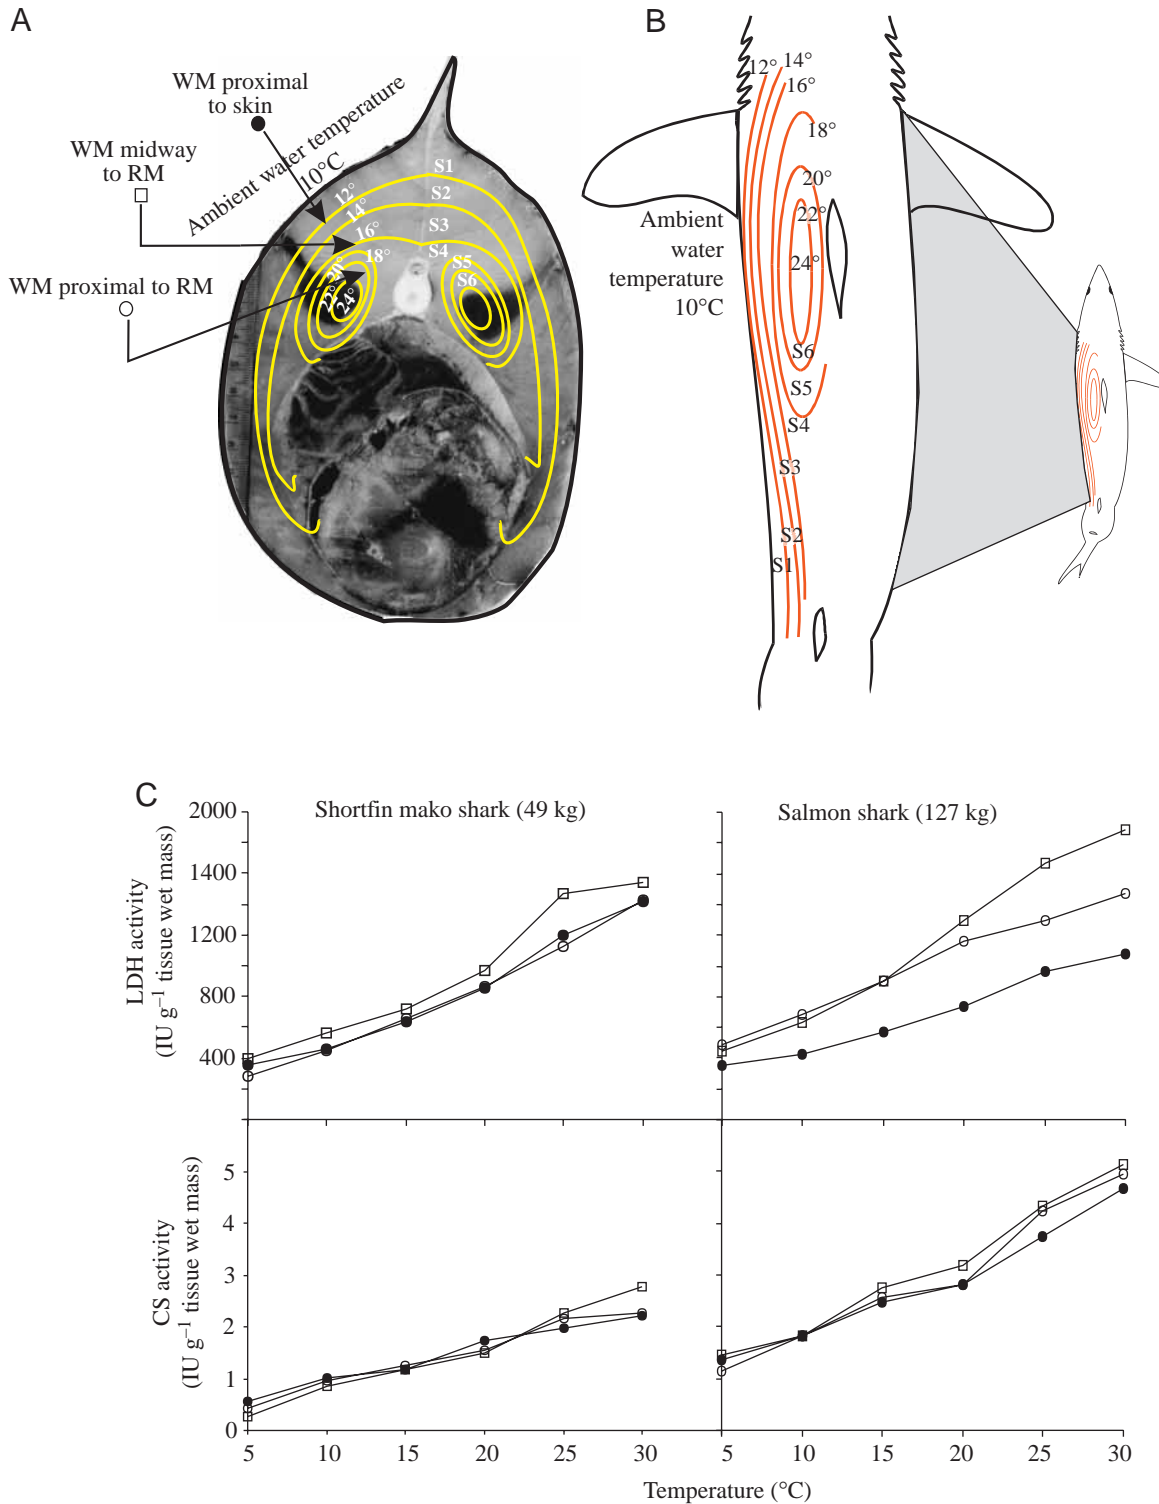 A
WM proximal
to skin
Ambient water temperature
10°C
WM midway
to RM
WM proximal to RM
12°
14°
16°
18°
20°
22°
24°
S1
S2
S3
S4
S5
S6
B
12°
14°
16°
18°
20°
22°
24°
Ambient
water
temperature
10°C
S6
S5
S4
S3
S2
S1
C
Shortfin mako shark (49 kg)
Salmon shark (127 kg)
LDH activity
(IU g⁻¹ tissue wet mass)
2000
1400
1200
800
400
CS activity
(IU g⁻¹ tissue wet mass)
5
4
3
2
1
0
5 10 15 20 25 30
5 10 15 20 25 30
Temperature (°C)